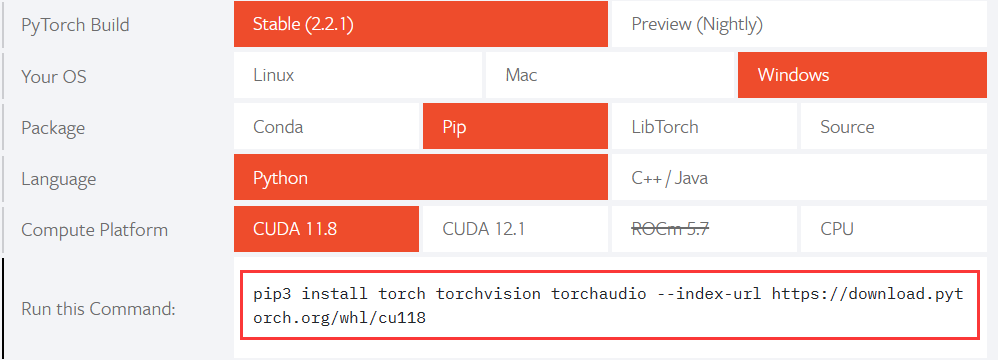 PyTorch Build Stable (2.2.1) Preview (Nightly)
Your OS Linux Mac Windows
Package Conda Pip LibTorch Source
Language Python C++ / Java
Compute Platform CUDA 11.8 CUDA 12.1 ROCm 5.7 CPU
Run this Command: pip3 install torch torchvision torchaudio --index-url https://download.pyt
orch.org/whl/cu118